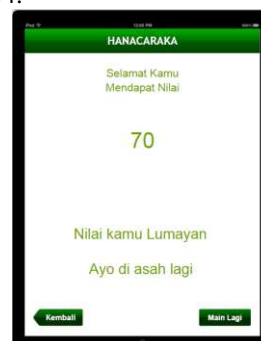 HANACARAKA
Selamat Kamu
Mendapat Nilai
70
Nilai kamu Lumayan
Ayo di asah lagi
Kembali
Main Lagi